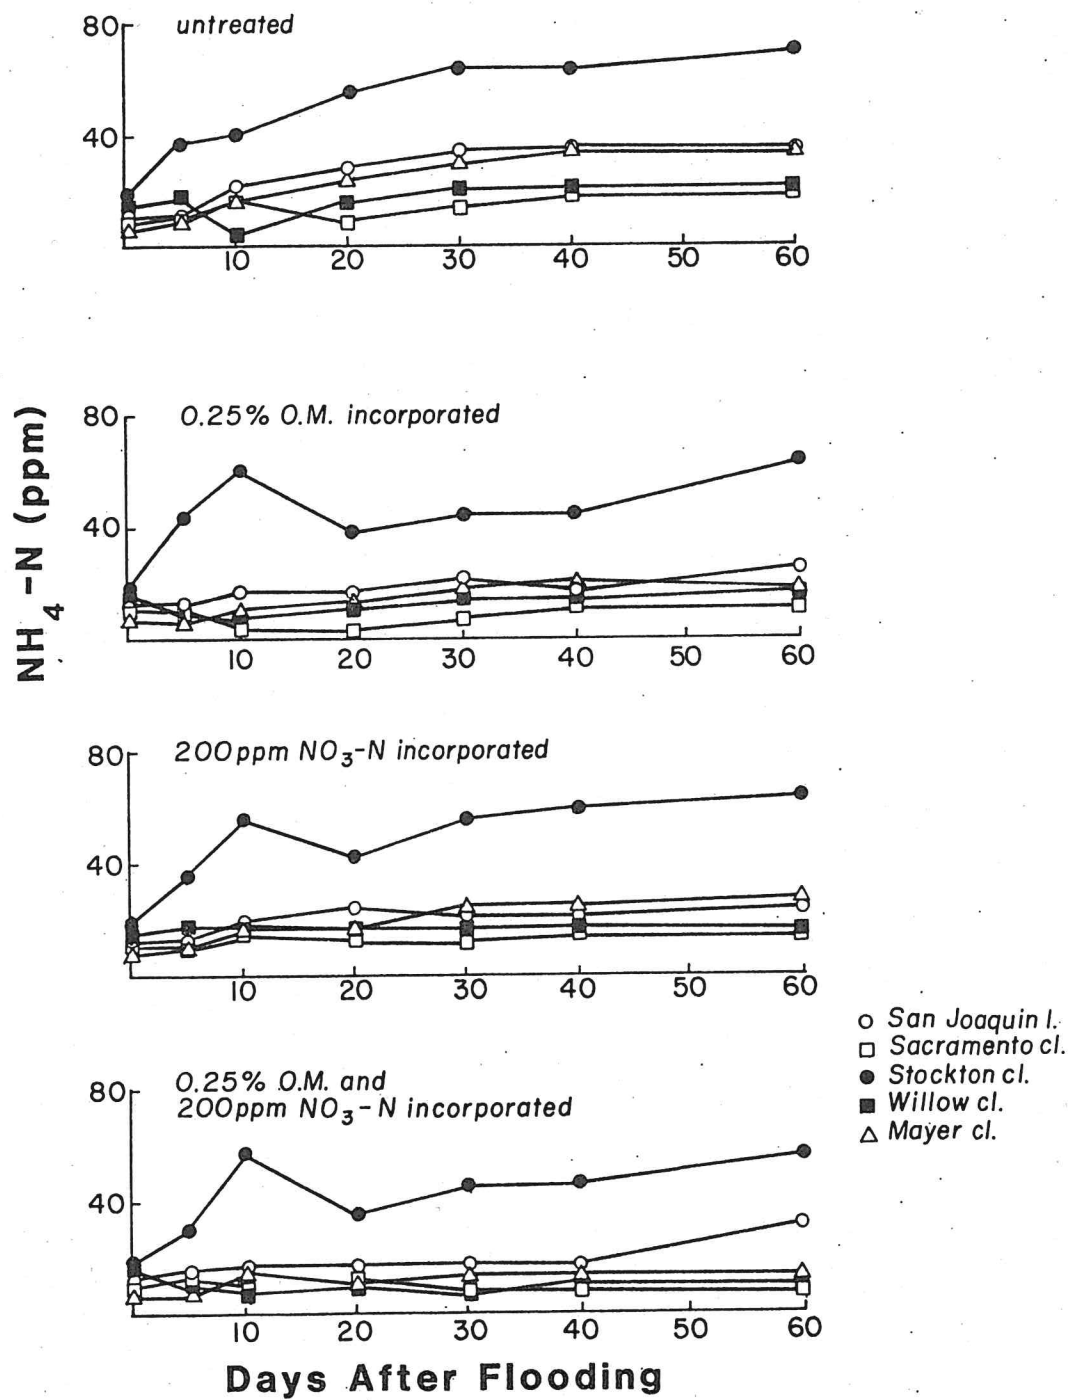 80
untreated
40
10 20 30 40 50 60
80
0.25% O.M. incorporated
40
10 20 30 40 50 60
NH4-N (ppm)
80
200ppm NO3-N incorporated
40
10 20 30 40 50 60
San Joaquin l.
Sacramento cl.
Stockton cl.
Willow cl.
Mayer cl.
80
0.25% O.M. and
200ppm NO3-N incorporated
40
10 20 30 40 50 60
Days After Flooding